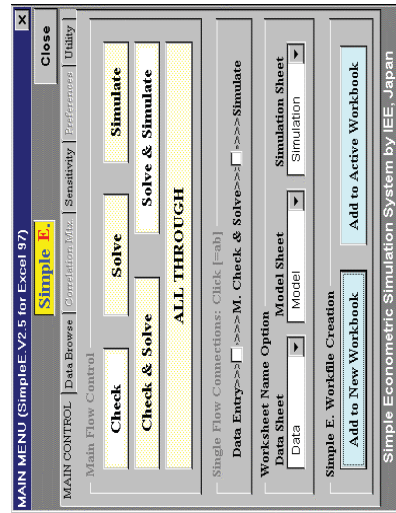 MAIN MENU (SimpleE.V2.5 for Excel 97)
Simple E.
Close
MAIN CONTROL Data Browse Correlation Mtx Sensitivity Preferences Utility
Main Flow Control
Check Solve Simulate
Check & Solve Solve & Simulate
ALL THROUGH
Single Flow Connections: Click [=ab]
Data Entry>>>>>>M. Check & Solve>>>>>>Simulate
Worksheet Name Option
Data Sheet Model Sheet Simulation Sheet
Data Model Simulation
Simple E. Workfile Creation
Add to New Workbook Add to Active Workbook
Simple Econometric Simulation System by IEE, Japan